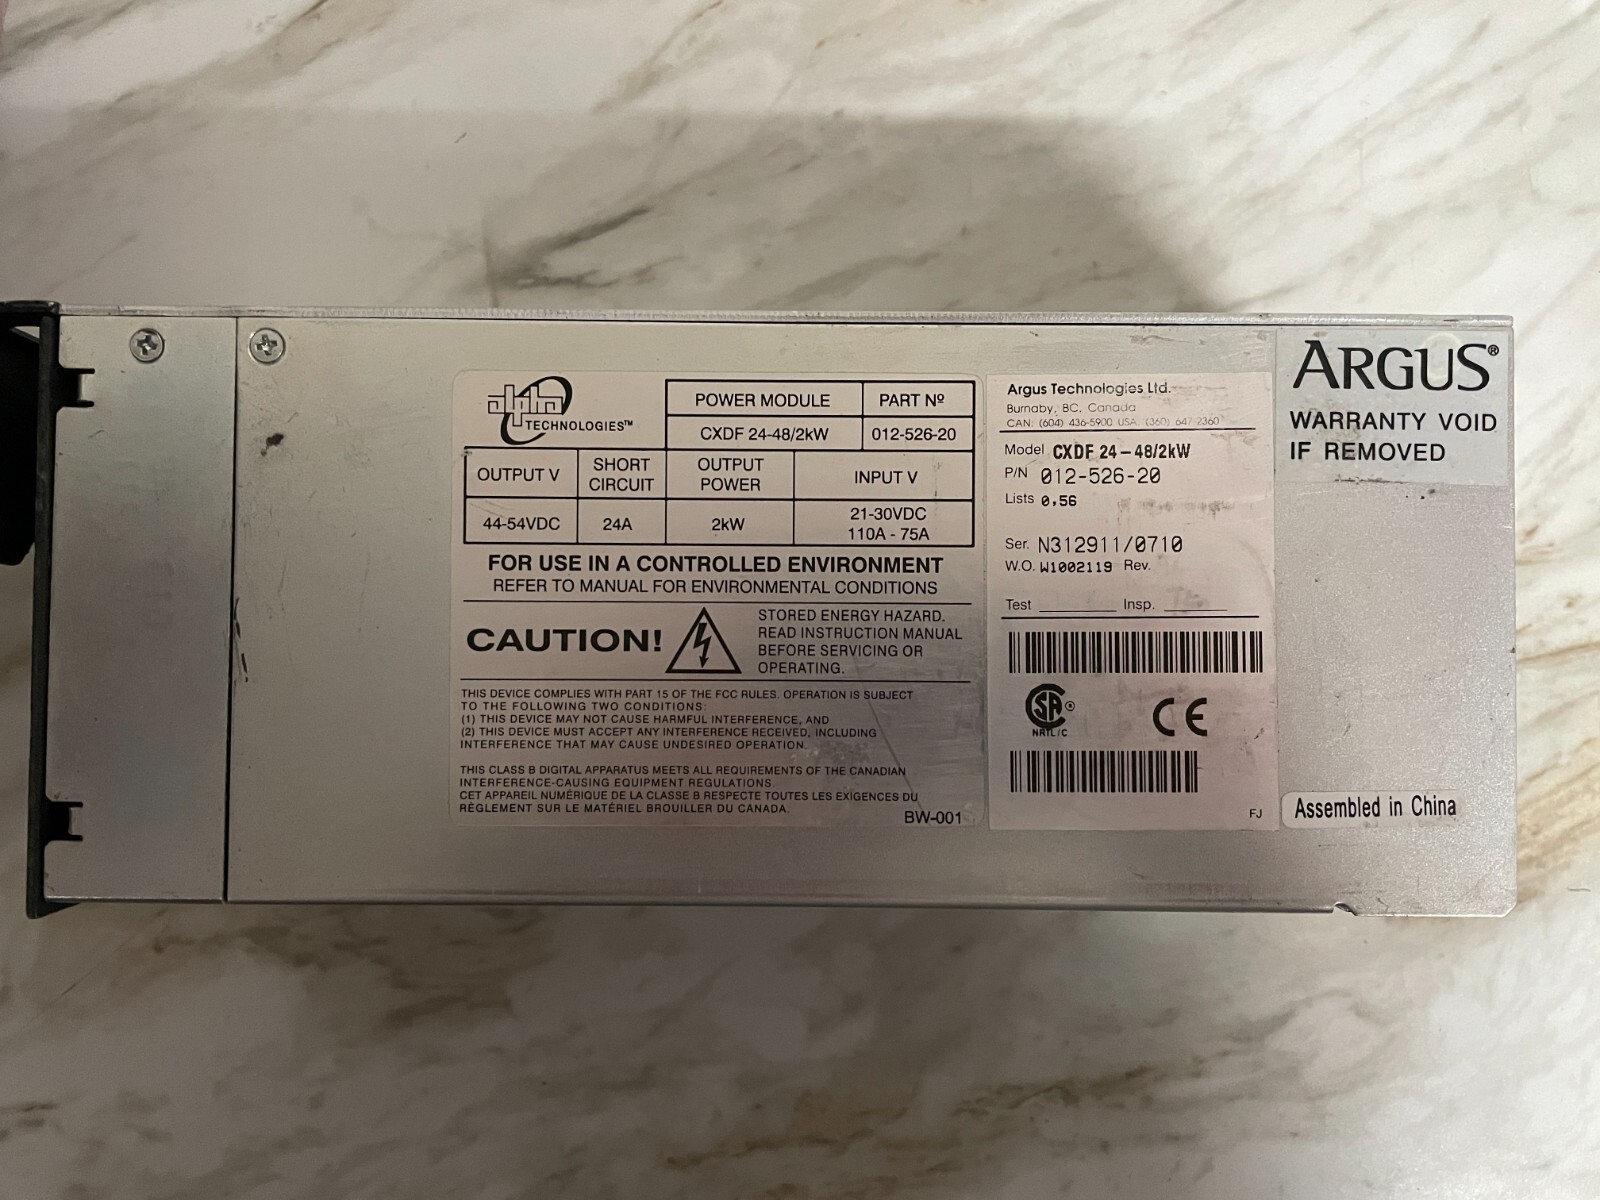 alpha
TECHNOLOGIES™
POWER MODULE PART Nº
CXDF 24-48/2kW 012-526-20
OUTPUT V SHORT CIRCUIT OUTPUT POWER INPUT V
44-54VDC 24A 2kW 21-30VDC 110A - 75A
FOR USE IN A CONTROLLED ENVIRONMENT
REFER TO MANUAL FOR ENVIRONMENTAL CONDITIONS
CAUTION!
STORED ENERGY HAZARD.
READ INSTRUCTION MANUAL
BEFORE SERVICING OR
OPERATING.
THIS DEVICE COMPLIES WITH PART 15 OF THE FCC RULES. OPERATION IS SUBJECT
TO THE FOLLOWING TWO CONDITIONS:
(1) THIS DEVICE MAY NOT CAUSE HARMFUL INTERFERENCE, AND
(2) THIS DEVICE MUST ACCEPT ANY INTERFERENCE RECEIVED, INCLUDING
INTERFERENCE THAT MAY CAUSE UNDESIRED OPERATION.
THIS CLASS B DIGITAL APPARATUS MEETS ALL REQUIREMENTS OF THE CANADIAN
INTERFERENCE-CAUSING EQUIPMENT REGULATIONS
CET APPAREIL NUMÉRIQUE DE LA CLASSE B RESPECTE TOUTES LES EXIGENCES DU
RÈGLEMENT SUR LE MATÉRIEL BROUILLER DU CANADA.
BW-001
Argus Technologies Ltd.
Burnaby, BC, Canada
CAN: (604) 436-5900 USA: (360) 647-2360
Model CXDF 24-48/2kW
P/N 012-526-20
Lists 0,56
Ser. N312911/0710
W.O. W1002119 Rev.
Test Insp.
CSA®
NRTL/C
CE
FJ
ARGUS®
WARRANTY VOID
IF REMOVED
Assembled in China